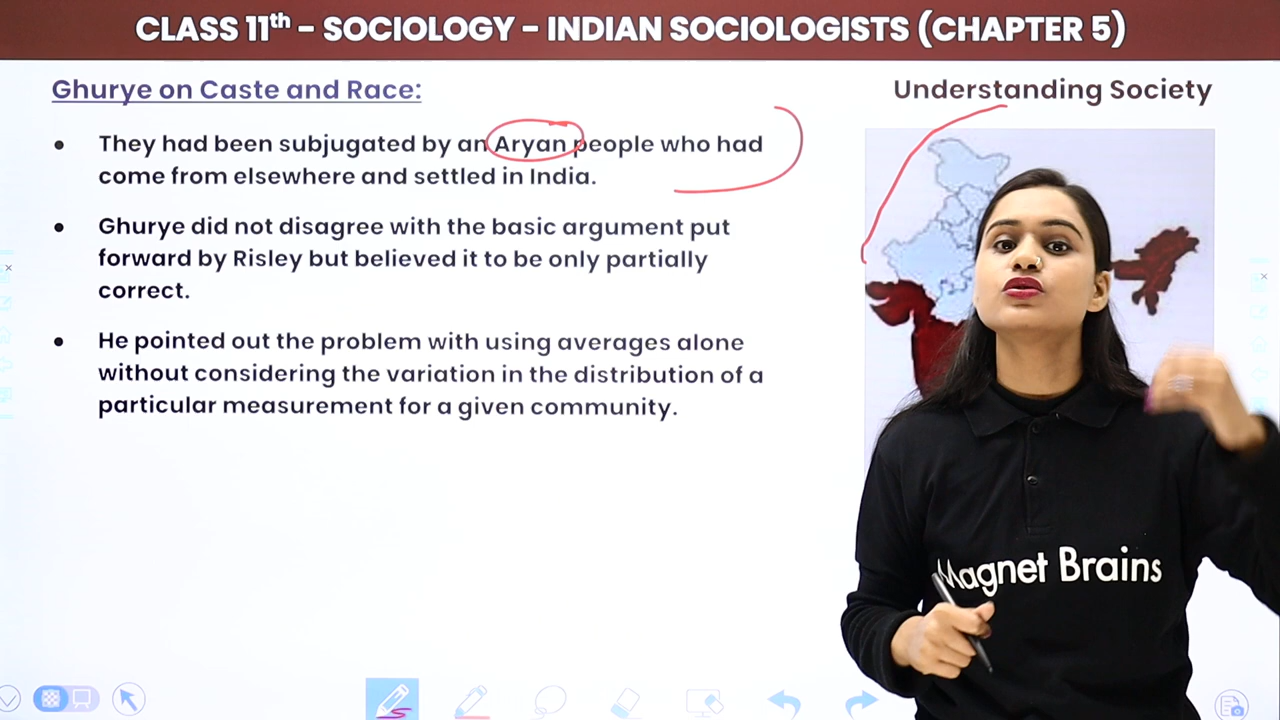 CLASS 11th - SOCIOLOGY - INDIAN SOCIOLOGISTS (CHAPTER 5)
Ghurye on Caste and Race:
Understanding Society
• They had been subjugated by an Aryan people who had
come from elsewhere and settled in India.
• Ghurye did not disagree with the basic argument put
forward by Risley but believed it to be only partially
correct.
• He pointed out the problem with using averages alone
without considering the variation in the distribution of a
particular measurement for a given community.
Magnet Brains